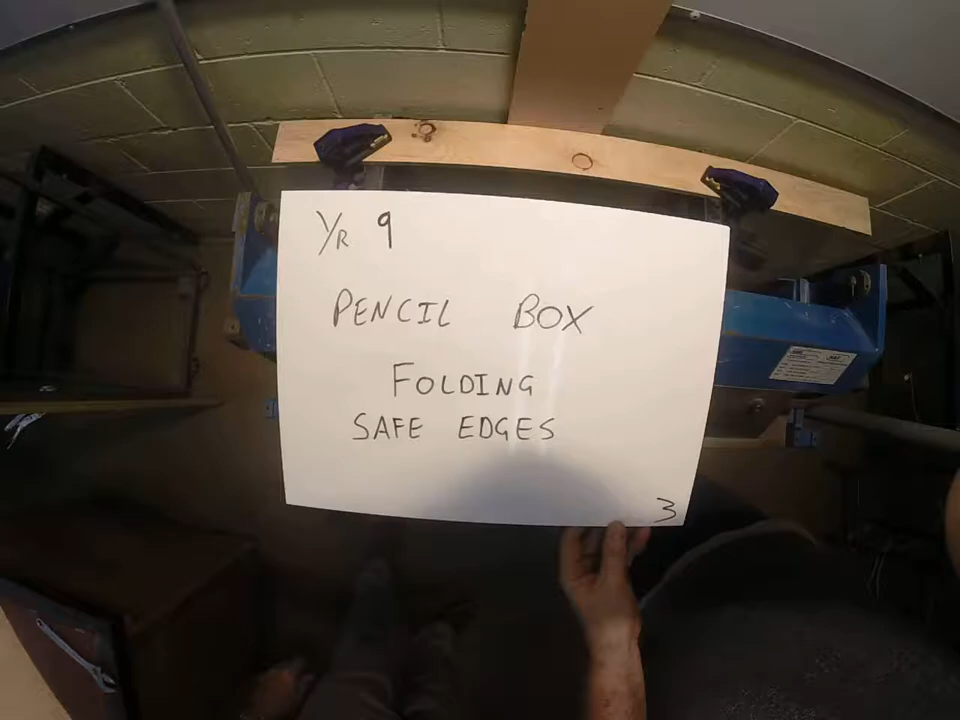 YR 9
PENCIL BOX
FOLDING
SAFE EDGES
3